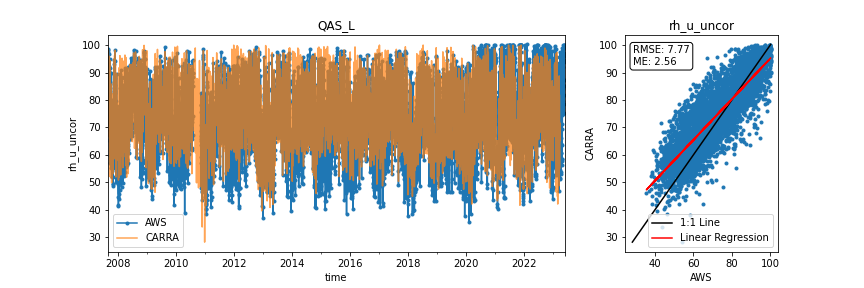 QAS_L
rh_u_uncor
100
90
80
70
60
50
40
30
2008
2010
2012
2014
2016
2018
2020
2022
time
AWS
CARRA
rh_u_uncor
CARRA
100
90
80
70
60
50
40
30
40
60
80
100
AWS
RMSE: 7.77
ME: 2.56
1:1 Line
Linear Regression